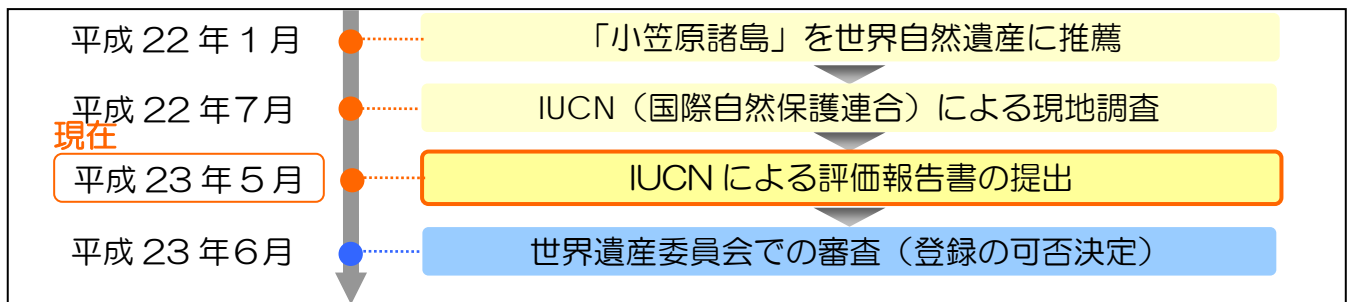 平成 22 年 1 月 「小笠原諸島」を世界自然遺産に推薦
平成 22 年７月 IUCN（国際自然保護連合）による現地調査
現在
平成 23 年５月 IUCN による評価報告書の提出
平成 23 年６月 世界遺産委員会での審査（登録の可否決定）